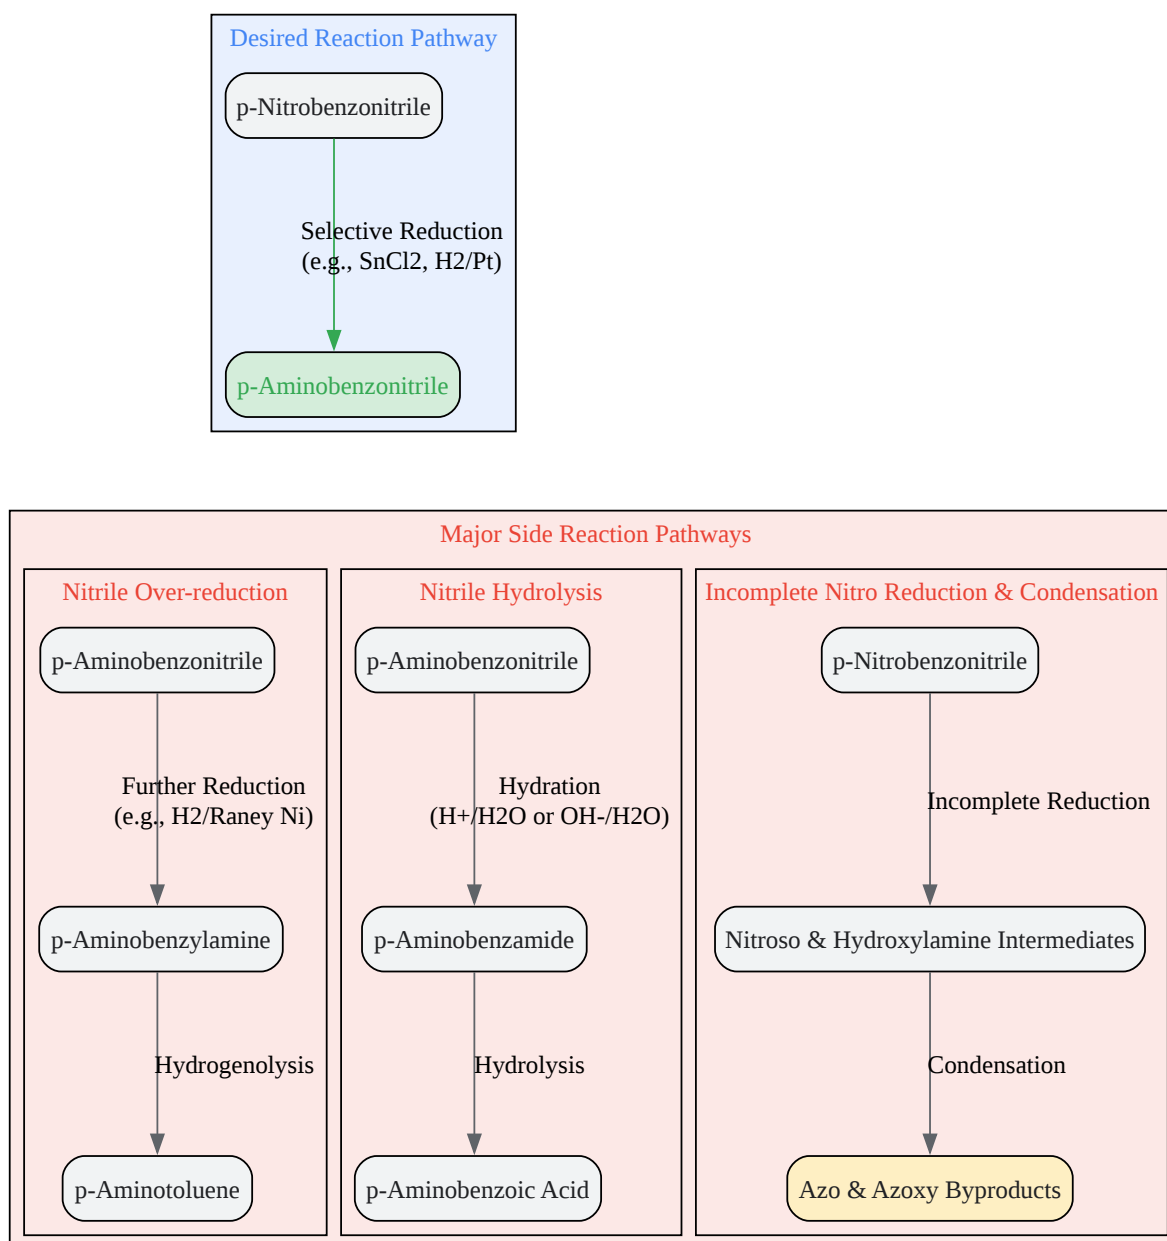 Desired Reaction Pathway
p-Nitrobenzonitrile
Selective Reduction
(e.g., SnCl2, H2/Pt)
p-Aminobenzonitrile
Major Side Reaction Pathways
Nitrile Over-reduction
p-Aminobenzonitrile
Further Reduction
(e.g., H2/Raney Ni)
p-Aminobenzylamine
Hydrogenolysis
p-Aminotoluene
Nitrile Hydrolysis
p-Aminobenzonitrile
Hydration
(H+/H2O or OH-/H2O)
p-Aminobenzamide
Hydrolysis
p-Aminobenzoic Acid
Incomplete Nitro Reduction & Condensation
p-Nitrobenzonitrile
Incomplete Reduction
Nitroso & Hydroxylamine Intermediates
Condensation
Azo & Azoxy Byproducts